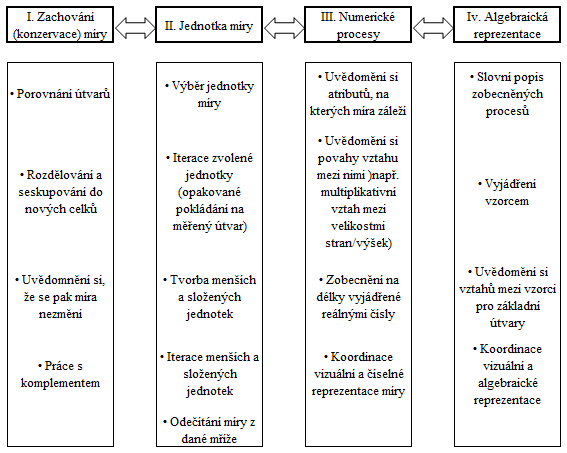 I. Zachování
(konzervace) míry
II. Jednotka míry
III. Numerické
procesy
Iv. Algebraická
reprezentace
• Porovnání útvarů
• Rozdělování a
seskupování do
nových celků
• Uvědomnění si,
že se pak míra
nezmění
• Práce s
komplementem
• Výběr jednotky
míry
• Iterace zvolené
jednotky
(opakované
pokládání na
měřený útvar)
• Tvorba menších
a složených
jednotek
• Iterace menších a
složených
jednotek
• Odečítání míry z
dané mříže
• Uvědomění si
atributů, na
kterých míra záleží
• Uvědomění si
povahy vztahu
mezi nimi )např.
multiplikativní
vztah mezi
velikostmi
stran/výšek)
• Zobecnění na
délky vyjádřené
reálnými čísly
• Koordinace
vizuální a číselné
reprezentace míry
• Slovní popis
zobecněných
procesů
• Vyjádření
vzorcem
• Uvědomění si
vztahů mezi vzorci
pro základní
útvary
• Koordinace
vizuální a
algebraické
reprezentace